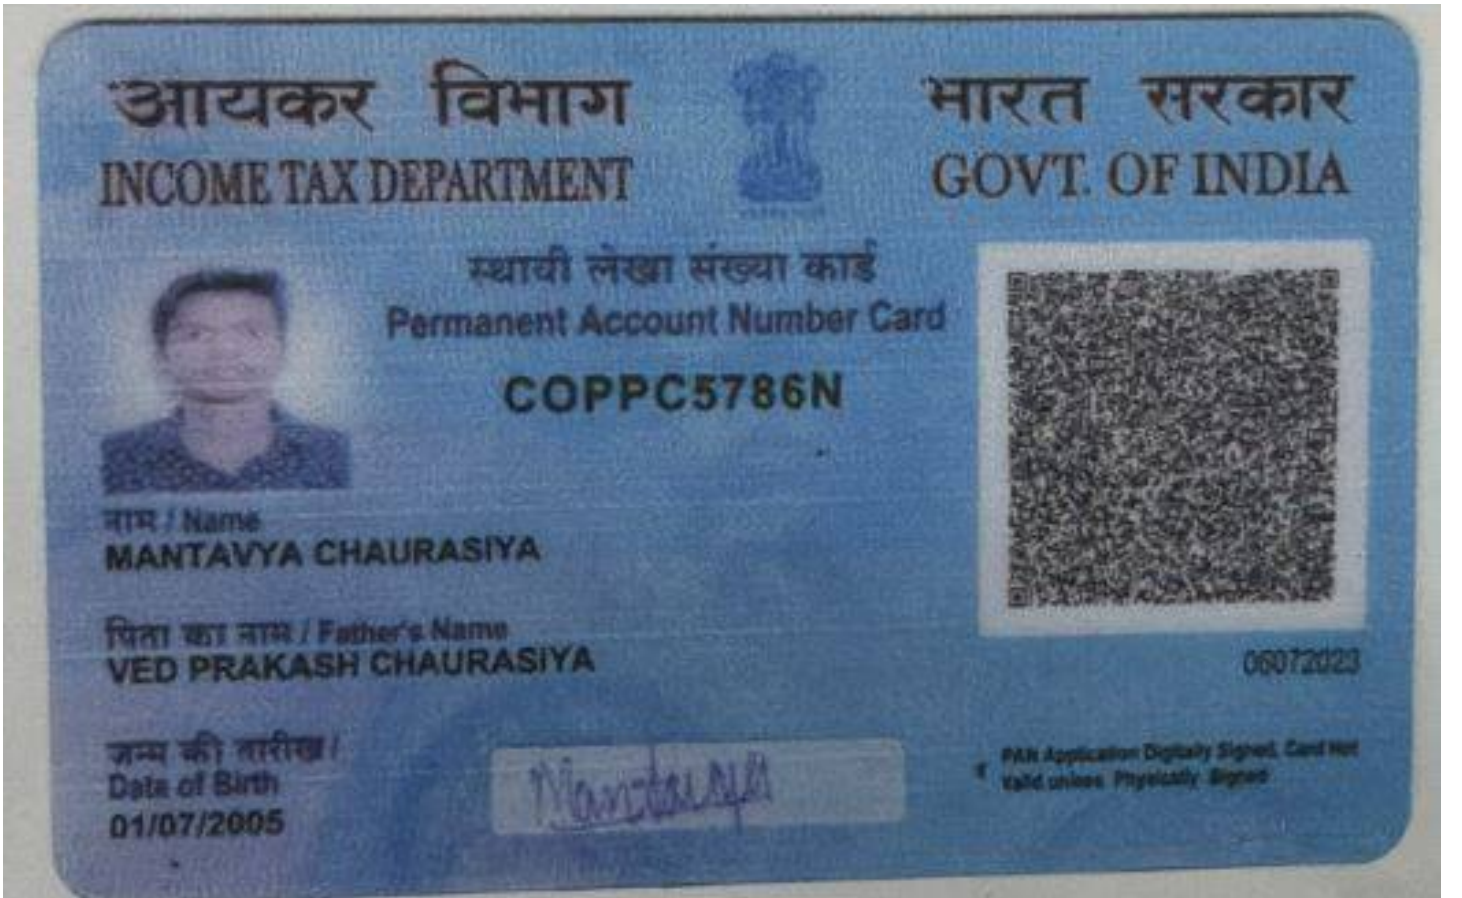 आयकर विभाग
INCOME TAX DEPARTMENT
भारत सरकार
GOVT. OF INDIA
स्थायी लेखा संख्या कार्ड
Permanent Account Number Card
COPPC5786N
नाम / Name
MANTAVYA CHAURASIYA
पिता का नाम / Father's Name
VED PRAKASH CHAURASIYA
06072023
जन्म की तारीख /
Date of Birth
01/07/2005
Mantavya
PAN Application Digitally Signed, Card Not
Valid unless Physically Signed